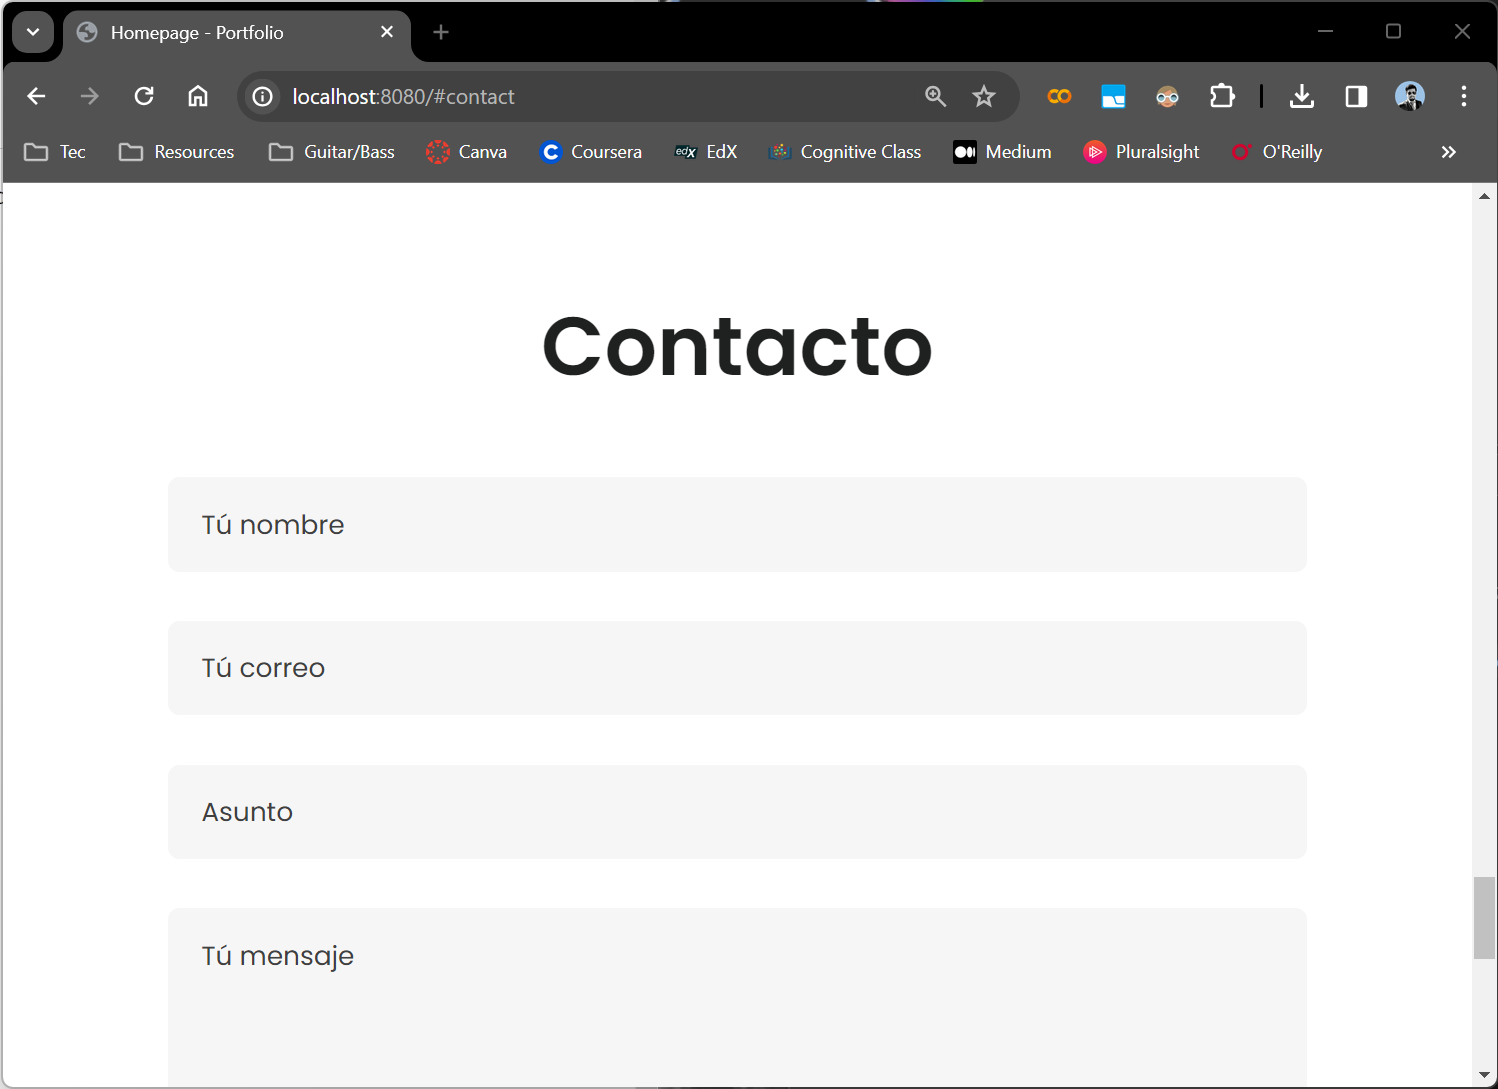 Homepage - Portfolio
localhost:8080/#contact
Tec Resources Guitar/Bass Canva Coursera edX EdX Cognitive Class Medium Pluralsight O'Reilly
Contacto
Tú nombre
Tú correo
Asunto
Tú mensaje